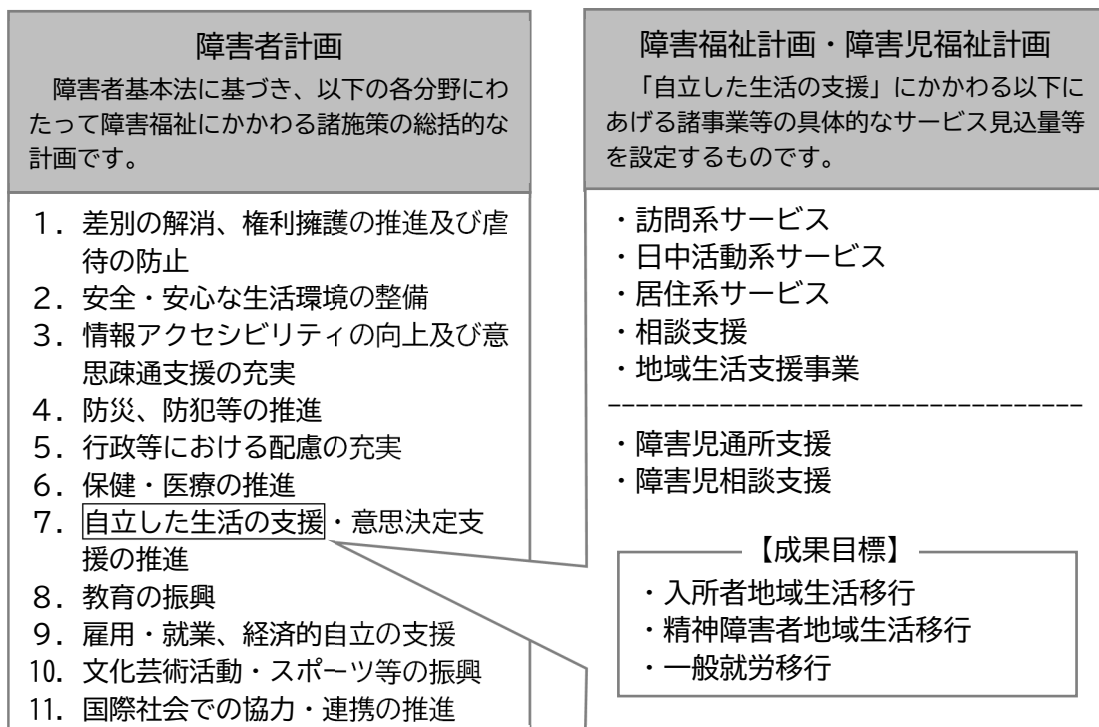 障害者計画
障害者基本法に基づき、以下の各分野にわ
たって障害福祉にかかわる諸施策の総括的な
計画です。
1．差別の解消、権利擁護の推進及び虐
待の防止
2．安全・安心な生活環境の整備
3．情報アクセシビリティの向上及び意
思疎通支援の充実
4．防災、防犯等の推進
5．行政等における配慮の充実
6．保健・医療の推進
7．自立した生活の支援・意思決定支
援の推進
8．教育の振興
9．雇用・就業、経済的自立の支援
10．文化芸術活動・スポーツ等の振興
11．国際社会での協力・連携の推進
障害福祉計画・障害児福祉計画
「自立した生活の支援」にかかわる以下に
あげる諸事業等の具体的なサービス見込量等
を設定するものです。
・訪問系サービス
・日中活動系サービス
・居住系サービス
・相談支援
・地域生活支援事業
・障害児通所支援
・障害児相談支援
【成果目標】
・入所者地域生活移行
・精神障害者地域生活移行
・一般就労移行